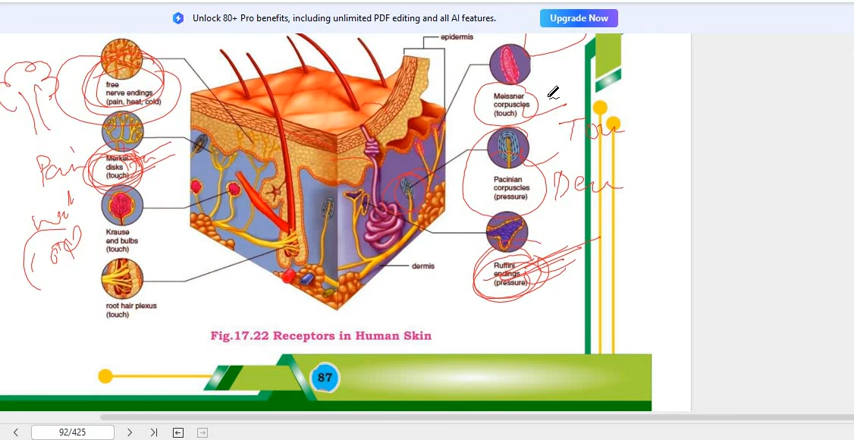 Unlock 80+ Pro benefits, including unlimited PDF editing and all AI features.
Upgrade Now
epidermis
free
nerve endings
(pain, heat, cold)
Merkel
disks
(touch)
Krause
end bulbs
(touch)
root hair plexus
(touch)
Meissner
corpuscles
(touch)
Pacinian
corpuscles
(pressure)
Ruffini
endings
(pressure)
dermis
Pain
Fig.17.22 Receptors in Human Skin
87
92/425